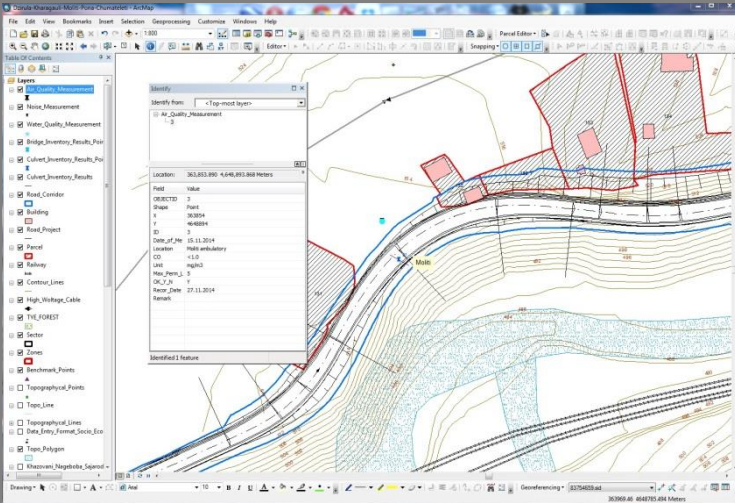 Dzirula-Kharagauli-Moliti-Pona-Chumateleti - ArcMap
File Edit View Bookmarks Insert Selection Geoprocessing Customize Windows Help
Editor
Parcel Editor
Snapping
Table Of Contents
Layers
Air_Quality_Measurement
Noise_Measurement
Water_Quality_Measurement
Bridge_Inventory_Results_Poin
Culvert_Inventory_Results_Poi
Culvert_Inventory_Results
Road_Corridor
Building
Road_Project
Parcel
Railway
Contour_Lines
High_Woltage_Cable
TYE_FOREST
Sector
Zones
Benchmark_Points
Topographycal_Points
Topo_Line
Topographycal_Lines
Data_Entry_Format_Socio_Eco
Topo_Polygon
Khazovani_Nageboba_Sajarod
Identify
Identify from: <Top-most layer>
Air_Quality_Measurement
3
Location: 363,853.890 4,648,893.868 Meters
Field Value
OBJECTID 3
Shape Point
X 363894
Y 4648894
ID 3
Date_of_Me 15.11.2014
Location Moliti ambulatory
CO <1.0
Unit mg/m3
Max_Perm_L 5
OK_Y_N Y
Recor_Date 27.11.2014
Remark
Identified 1 feature
Moliti
Drawing
Arial
10
B I U A
Georeferencing
363969.46 4648785.494 Meters